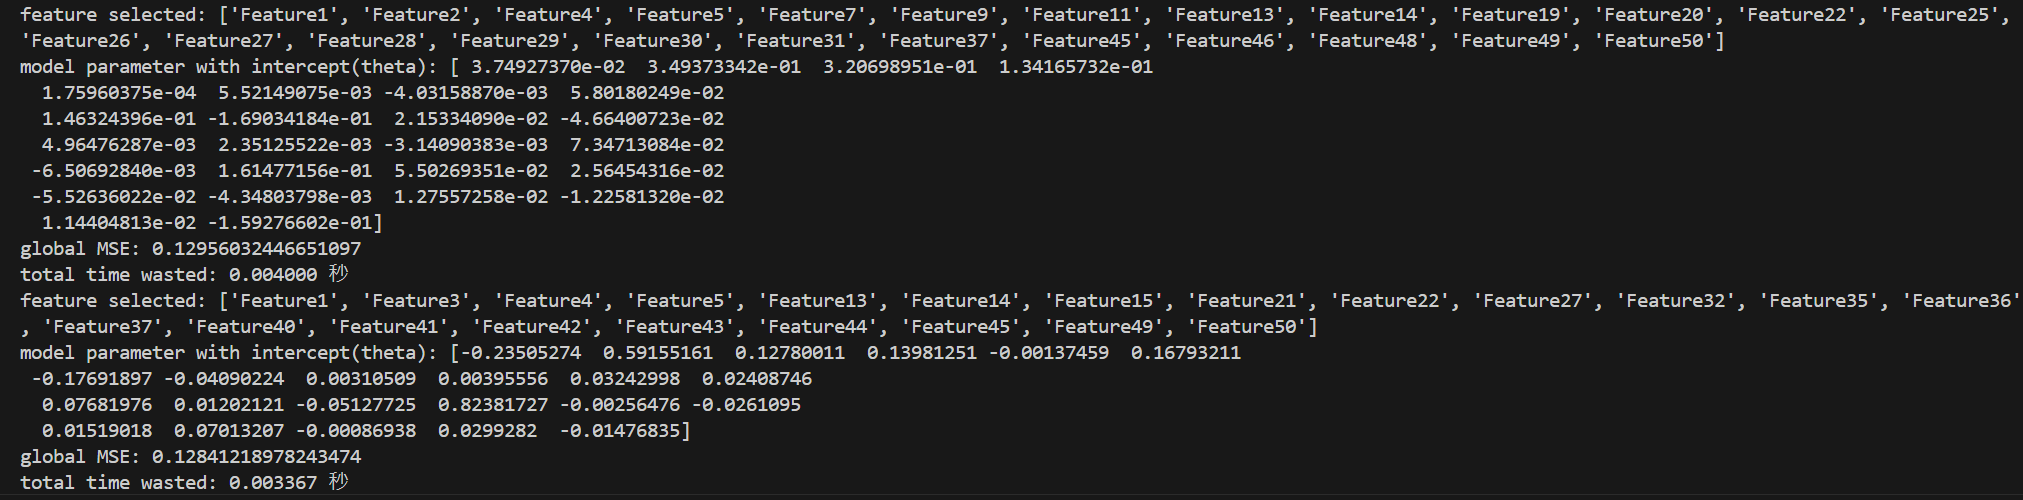 feature selected: ['Feature1', 'Feature2', 'Feature4', 'Feature5', 'Feature7', 'Feature9', 'Feature11', 'Feature13', 'Feature14', 'Feature19', 'Feature20', 'Feature22', 'Feature25',
'Feature26', 'Feature27', 'Feature28', 'Feature29', 'Feature30', 'Feature31', 'Feature37', 'Feature45', 'Feature46', 'Feature48', 'Feature49', 'Feature50']
model parameter with intercept(theta): [ 3.74927370e-02  3.49373342e-01  3.20698951e-01  1.34165732e-01
  1.75960375e-04  5.52149075e-03 -4.03158870e-03  5.80180249e-02
  1.46324396e-01 -1.69034184e-01  2.15334090e-02 -4.66400723e-02
  4.96476287e-03  2.35125522e-03 -3.14090383e-03  7.34713084e-02
 -6.50692840e-03  1.61477156e-01  5.50269351e-02  2.56454316e-02
 -5.52636022e-02 -4.34803798e-03  1.27557258e-02 -1.22581320e-02
  1.14404813e-02 -1.59276602e-01]
global MSE: 0.12956032446651097
total time wasted: 0.004000 秒
feature selected: ['Feature1', 'Feature3', 'Feature4', 'Feature5', 'Feature13', 'Feature14', 'Feature15', 'Feature21', 'Feature22', 'Feature27', 'Feature32', 'Feature35', 'Feature36'
, 'Feature37', 'Feature40', 'Feature41', 'Feature42', 'Feature43', 'Feature44', 'Feature45', 'Feature49', 'Feature50']
model parameter with intercept(theta): [-0.23505274  0.59155161  0.12780011  0.13981251 -0.00137459  0.16793211
 -0.17691897 -0.04090224  0.00310509  0.00395556  0.03242998  0.02408746
  0.07681976  0.01202121 -0.05127725  0.82381727 -0.00256476 -0.0261095
  0.01519018  0.07013207 -0.00086938  0.0299282  -0.01476835]
global MSE: 0.12841218978243474
total time wasted: 0.003367 秒